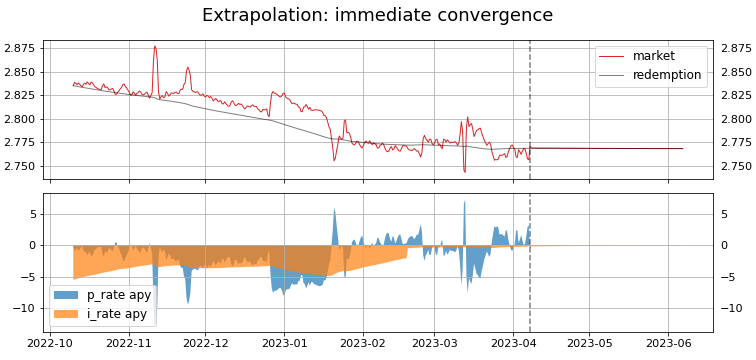 Extrapolation: immediate convergence
2.875 2.875
market
2.850 2.850
redemption
2.825 2.825
2.800 2.800
2.775 2.775
2.750 2.750
5 5
0 0
−5 −5
p_rate apy
−10 −10
i_rate apy
2022-10 2022-11 2022-12 2023-01 2023-02 2023-03 2023-04 2023-05 2023-06